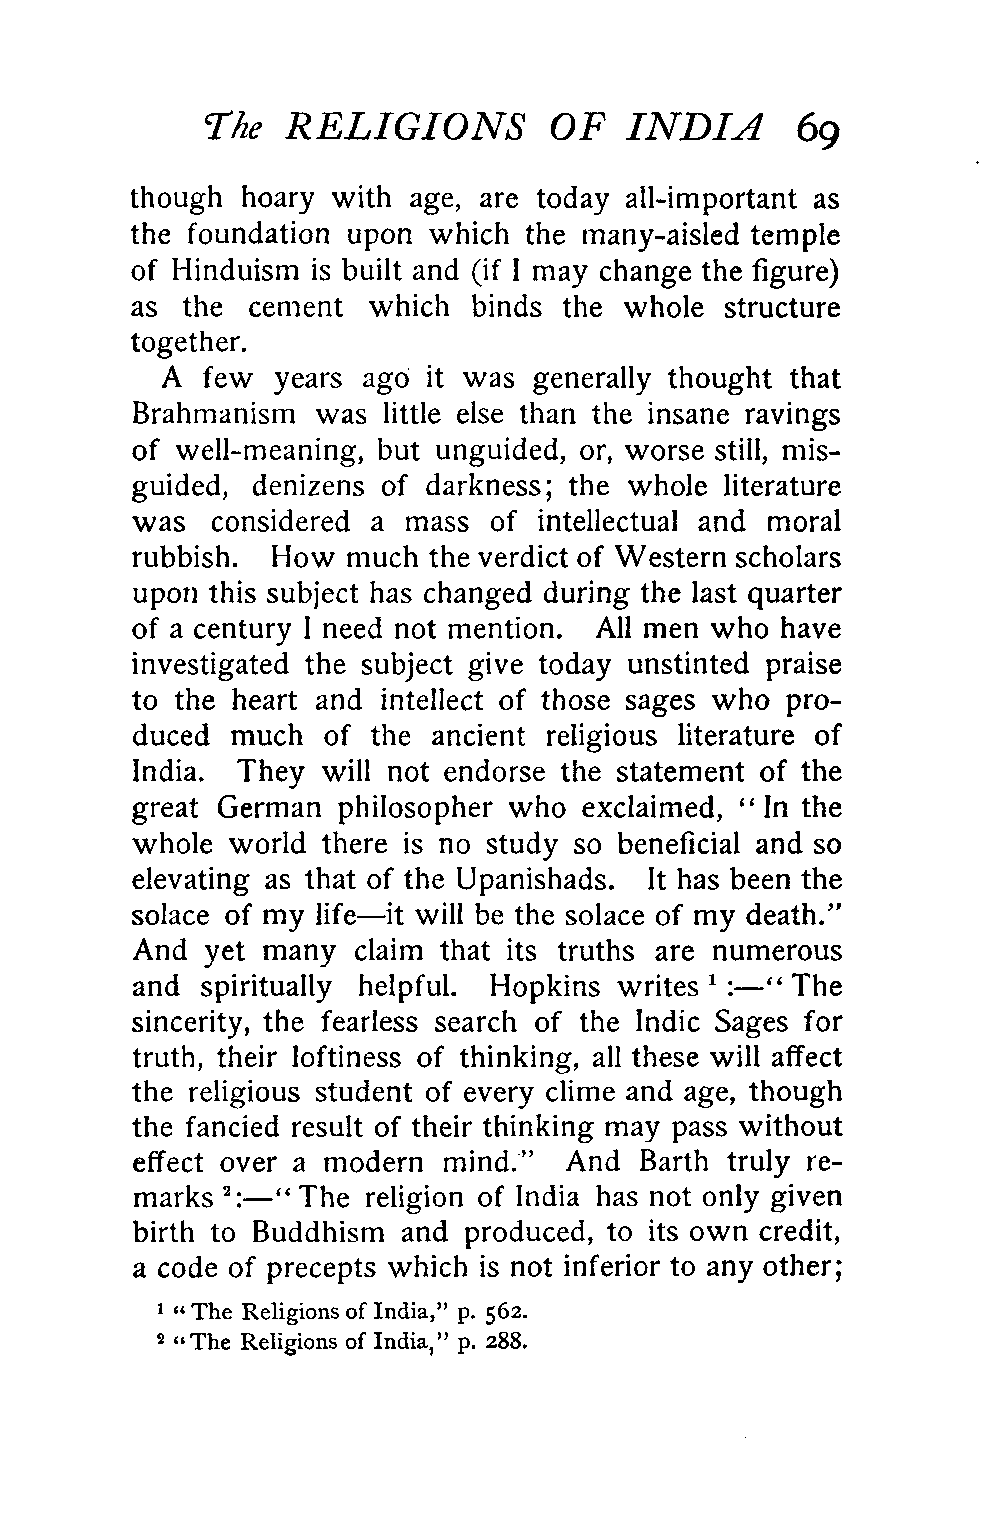 The RELIGIONS OF INDIA 69
though hoary with age, are today all-important as
the foundation upon which the many-aisled temple
of Hinduism is built and (if I may change the figure)
as the cement which binds the whole structure
together.
A few years ago it was generally thought that
Brahmanism was little else than the insane ravings
of well-meaning, but unguided, or, worse still, mis-
guided, denizens of darkness; the whole literature
was considered a mass of intellectual and moral
rubbish. How much the verdict of Western scholars
upon this subject has changed during the last quarter
of a century I need not mention. All men who have
investigated the subject give today unstinted praise
to the heart and intellect of those sages who pro-
duced much of the ancient religious literature of
India. They will not endorse the statement of the
great German philosopher who exclaimed, “In the
whole world there is no study so beneficial and so
elevating as that of the Upanishads. It has been the
solace of my life—it will be the solace of my death.”
And yet many claim that its truths are numerous
and spiritually helpful. Hopkins writes ¹ :—“ The
sincerity, the fearless search of the Indic Sages for
truth, their loftiness of thinking, all these will affect
the religious student of every clime and age, though
the fancied result of their thinking may pass without
effect over a modern mind.” And Barth truly re-
marks ²:—“ The religion of India has not only given
birth to Buddhism and produced, to its own credit,
a code of precepts which is not inferior to any other;
¹ “The Religions of India,” p. 562.
² “The Religions of India,” p. 288.